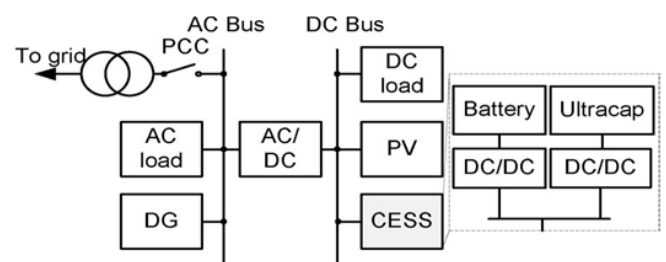 AC Bus
DC Bus
To grid
PCC
DC
load
Battery
Ultracap
AC
load
AC/
DC
PV
DC/DC
DC/DC
DG
CESS